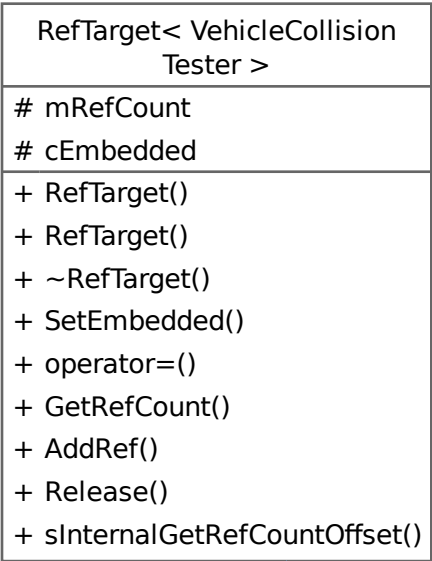 RefTarget< VehicleCollision
Tester >
# mRefCount
# cEmbedded
+ RefTarget()
+ RefTarget()
+ ~RefTarget()
+ SetEmbedded()
+ operator=()
+ GetRefCount()
+ AddRef()
+ Release()
+ sInternalGetRefCountOffset()